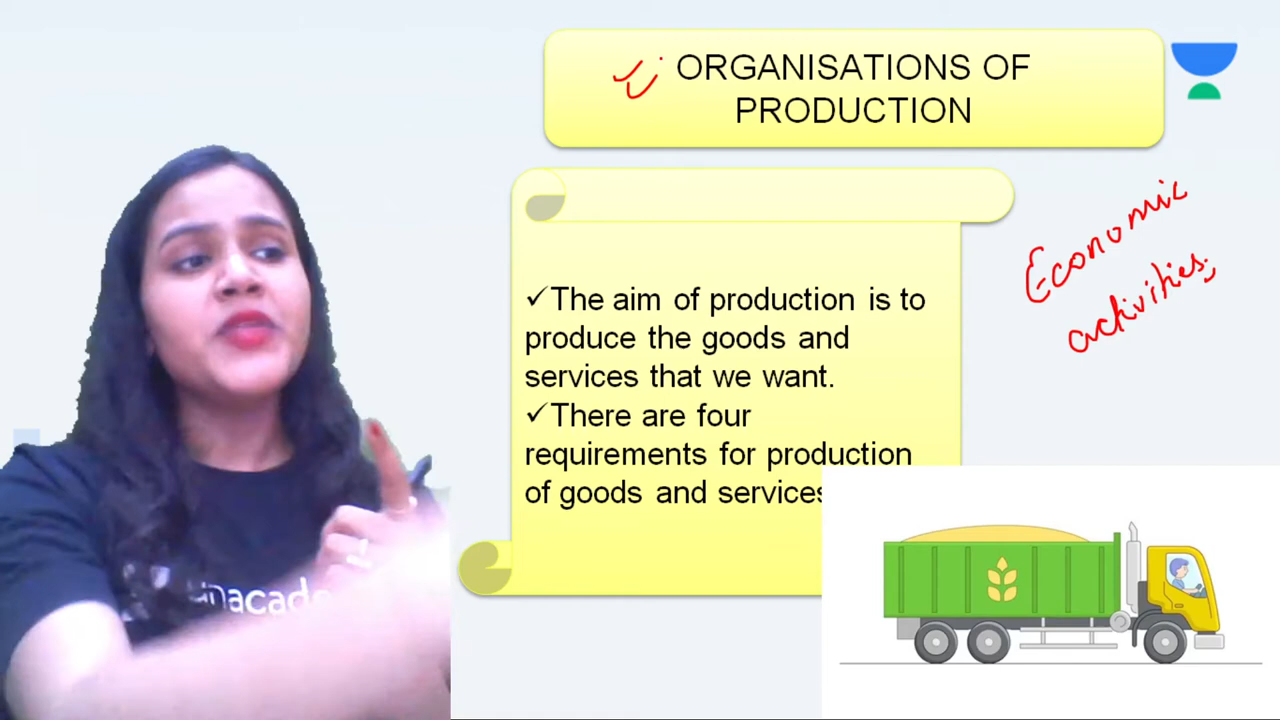 ORGANISATIONS OF
PRODUCTION
Economic
activities
✓The aim of production is to
produce the goods and
services that we want.
✓There are four
requirements for production
of goods and services
unacade